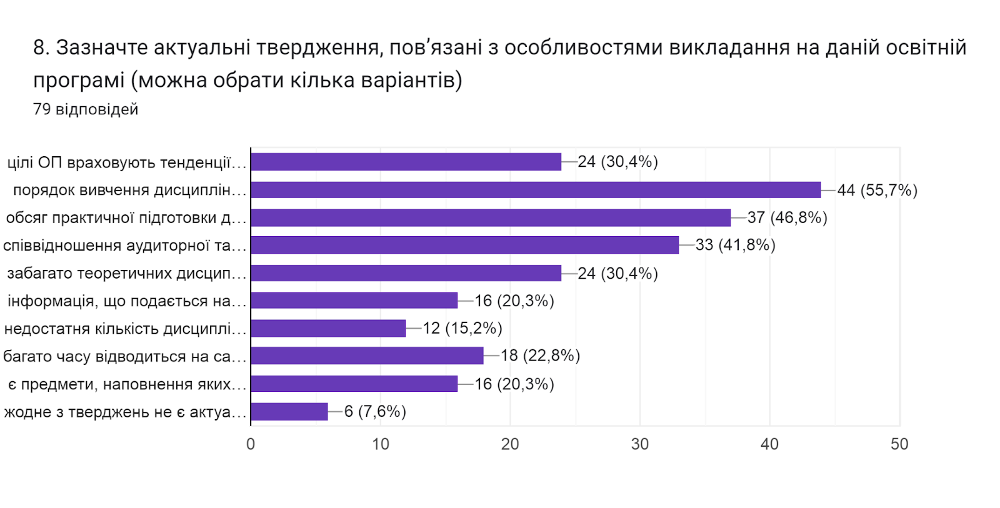 8. Зазначте актуальні твердження, пов’язані з особливостями викладання на даній освітній
програмі (можна обрати кілька варіантів)
79 відповідей
цілі ОП враховують тенденції… 24 (30,4%)
порядок вивчення дисциплін… 44 (55,7%)
обсяг практичної підготовки д… 37 (46,8%)
співвідношення аудиторної та… 33 (41,8%)
забагато теоретичних дисцип… 24 (30,4%)
інформація, що подається на… 16 (20,3%)
недостатня кількість дисциплі… 12 (15,2%)
багато часу відводиться на са… 18 (22,8%)
є предмети, наповнення яких… 16 (20,3%)
жодне з тверджень не є актуа… 6 (7,6%)
0 10 20 30 40 50